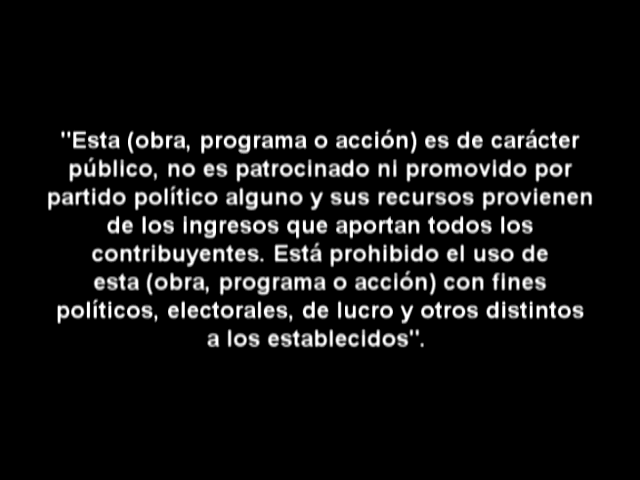 "Esta (obra, programa o acción) es de carácter
público, no es patrocinado ni promovido por
partido político alguno y sus recursos provienen
de los ingresos que aportan todos los
contribuyentes. Está prohibido el uso de
esta (obra, programa o acción) con fines
políticos, electorales, de lucro y otros distintos
a los establecidos".